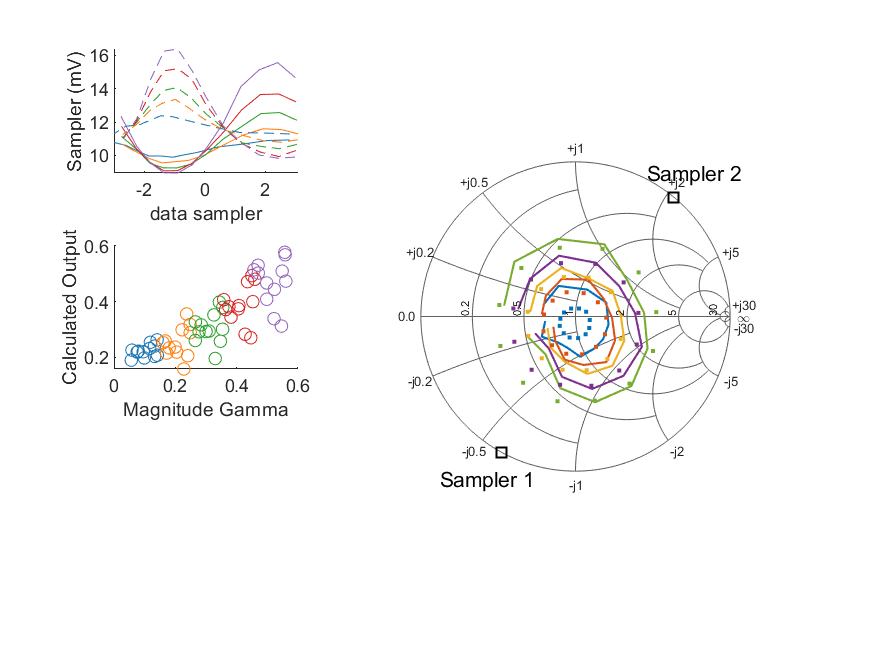 Sampler (mV)
16
14
12
10
-2
0
2
data sampler
Calculated Output
0.6
0.4
0.2
0
0.2
0.4
0.6
Magnitude Gamma
+j1
Sampler 2
+j0.5
+j2
+j0.2
+j5
0.0
0.2
0.5
1
2
5
30
+j30
∞
-j30
-j0.2
-j5
-j0.5
-j2
Sampler 1
-j1